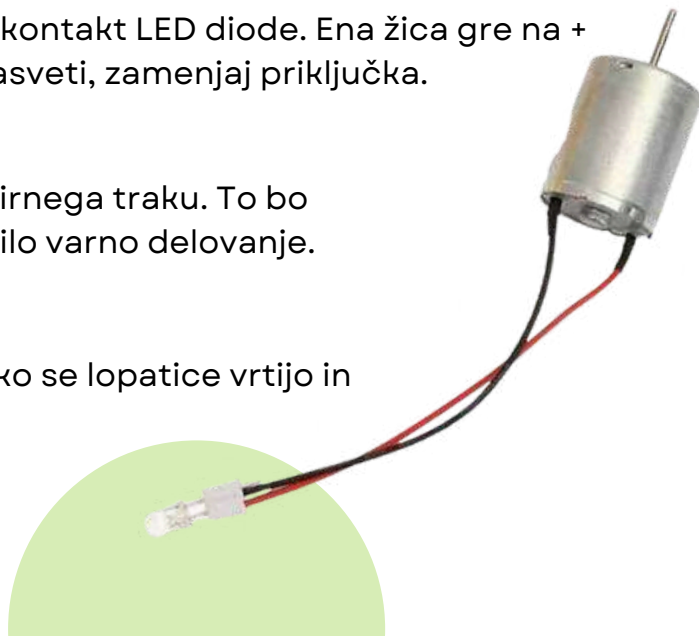 kontakt LED diode. Ena žica gre na +
asveti, zamenjaj priključka.
irnega traku. To bo
ilo varno delovanje.
ko se lopatice vrtijo in